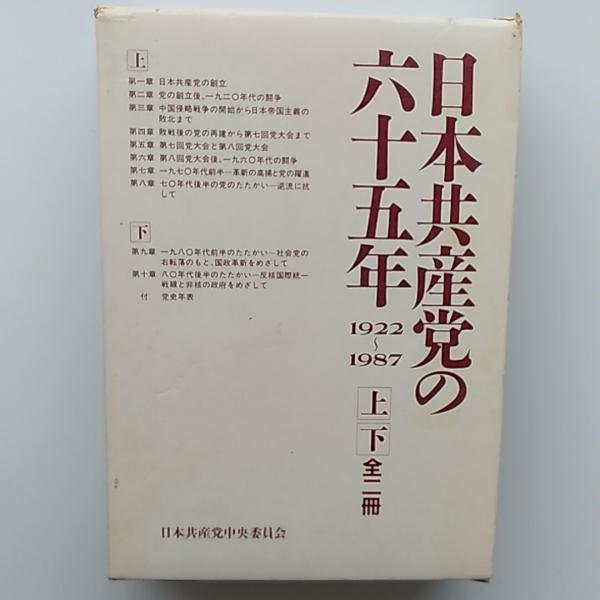 日本共産党の
六十五年
1922
〜
1987
上 下 全二冊
上
第一章 日本共産党の創立
第二章 党の創立後、一九二〇年代の闘争
第三章 中国侵略戦争の開始から日本帝国主義の
敗北まで
第四章 敗戦後の党の再建から第七回党大会まで
第五章 第七回党大会と第八回党大会
第六章 第八回党大会後、一九六〇年代の闘争
第七章 一九七〇年代前半―革新の高揚と党の躍進
第八章 七〇年代後半の党のたたかい―逆流に抗
して
下
第九章 一九八〇年代前半のたたかい―社会党の
右転落のもと、国政革新をめざして
第十章 八〇年代後半のたたかい―反核国際統一
戦線と非核の政府をめざして
付 党史年表
日本共産党中央委員会